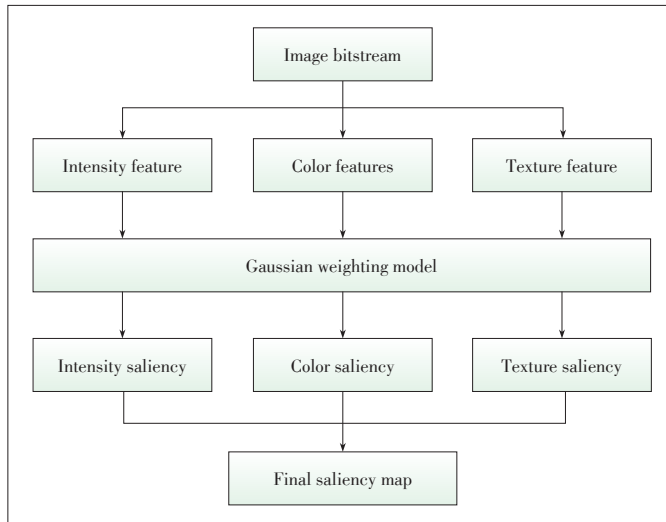 Image bitstream
Intensity feature
Color features
Texture feature
Gaussian weighting model
Intensity saliency
Color saliency
Texture saliency
Final saliency map